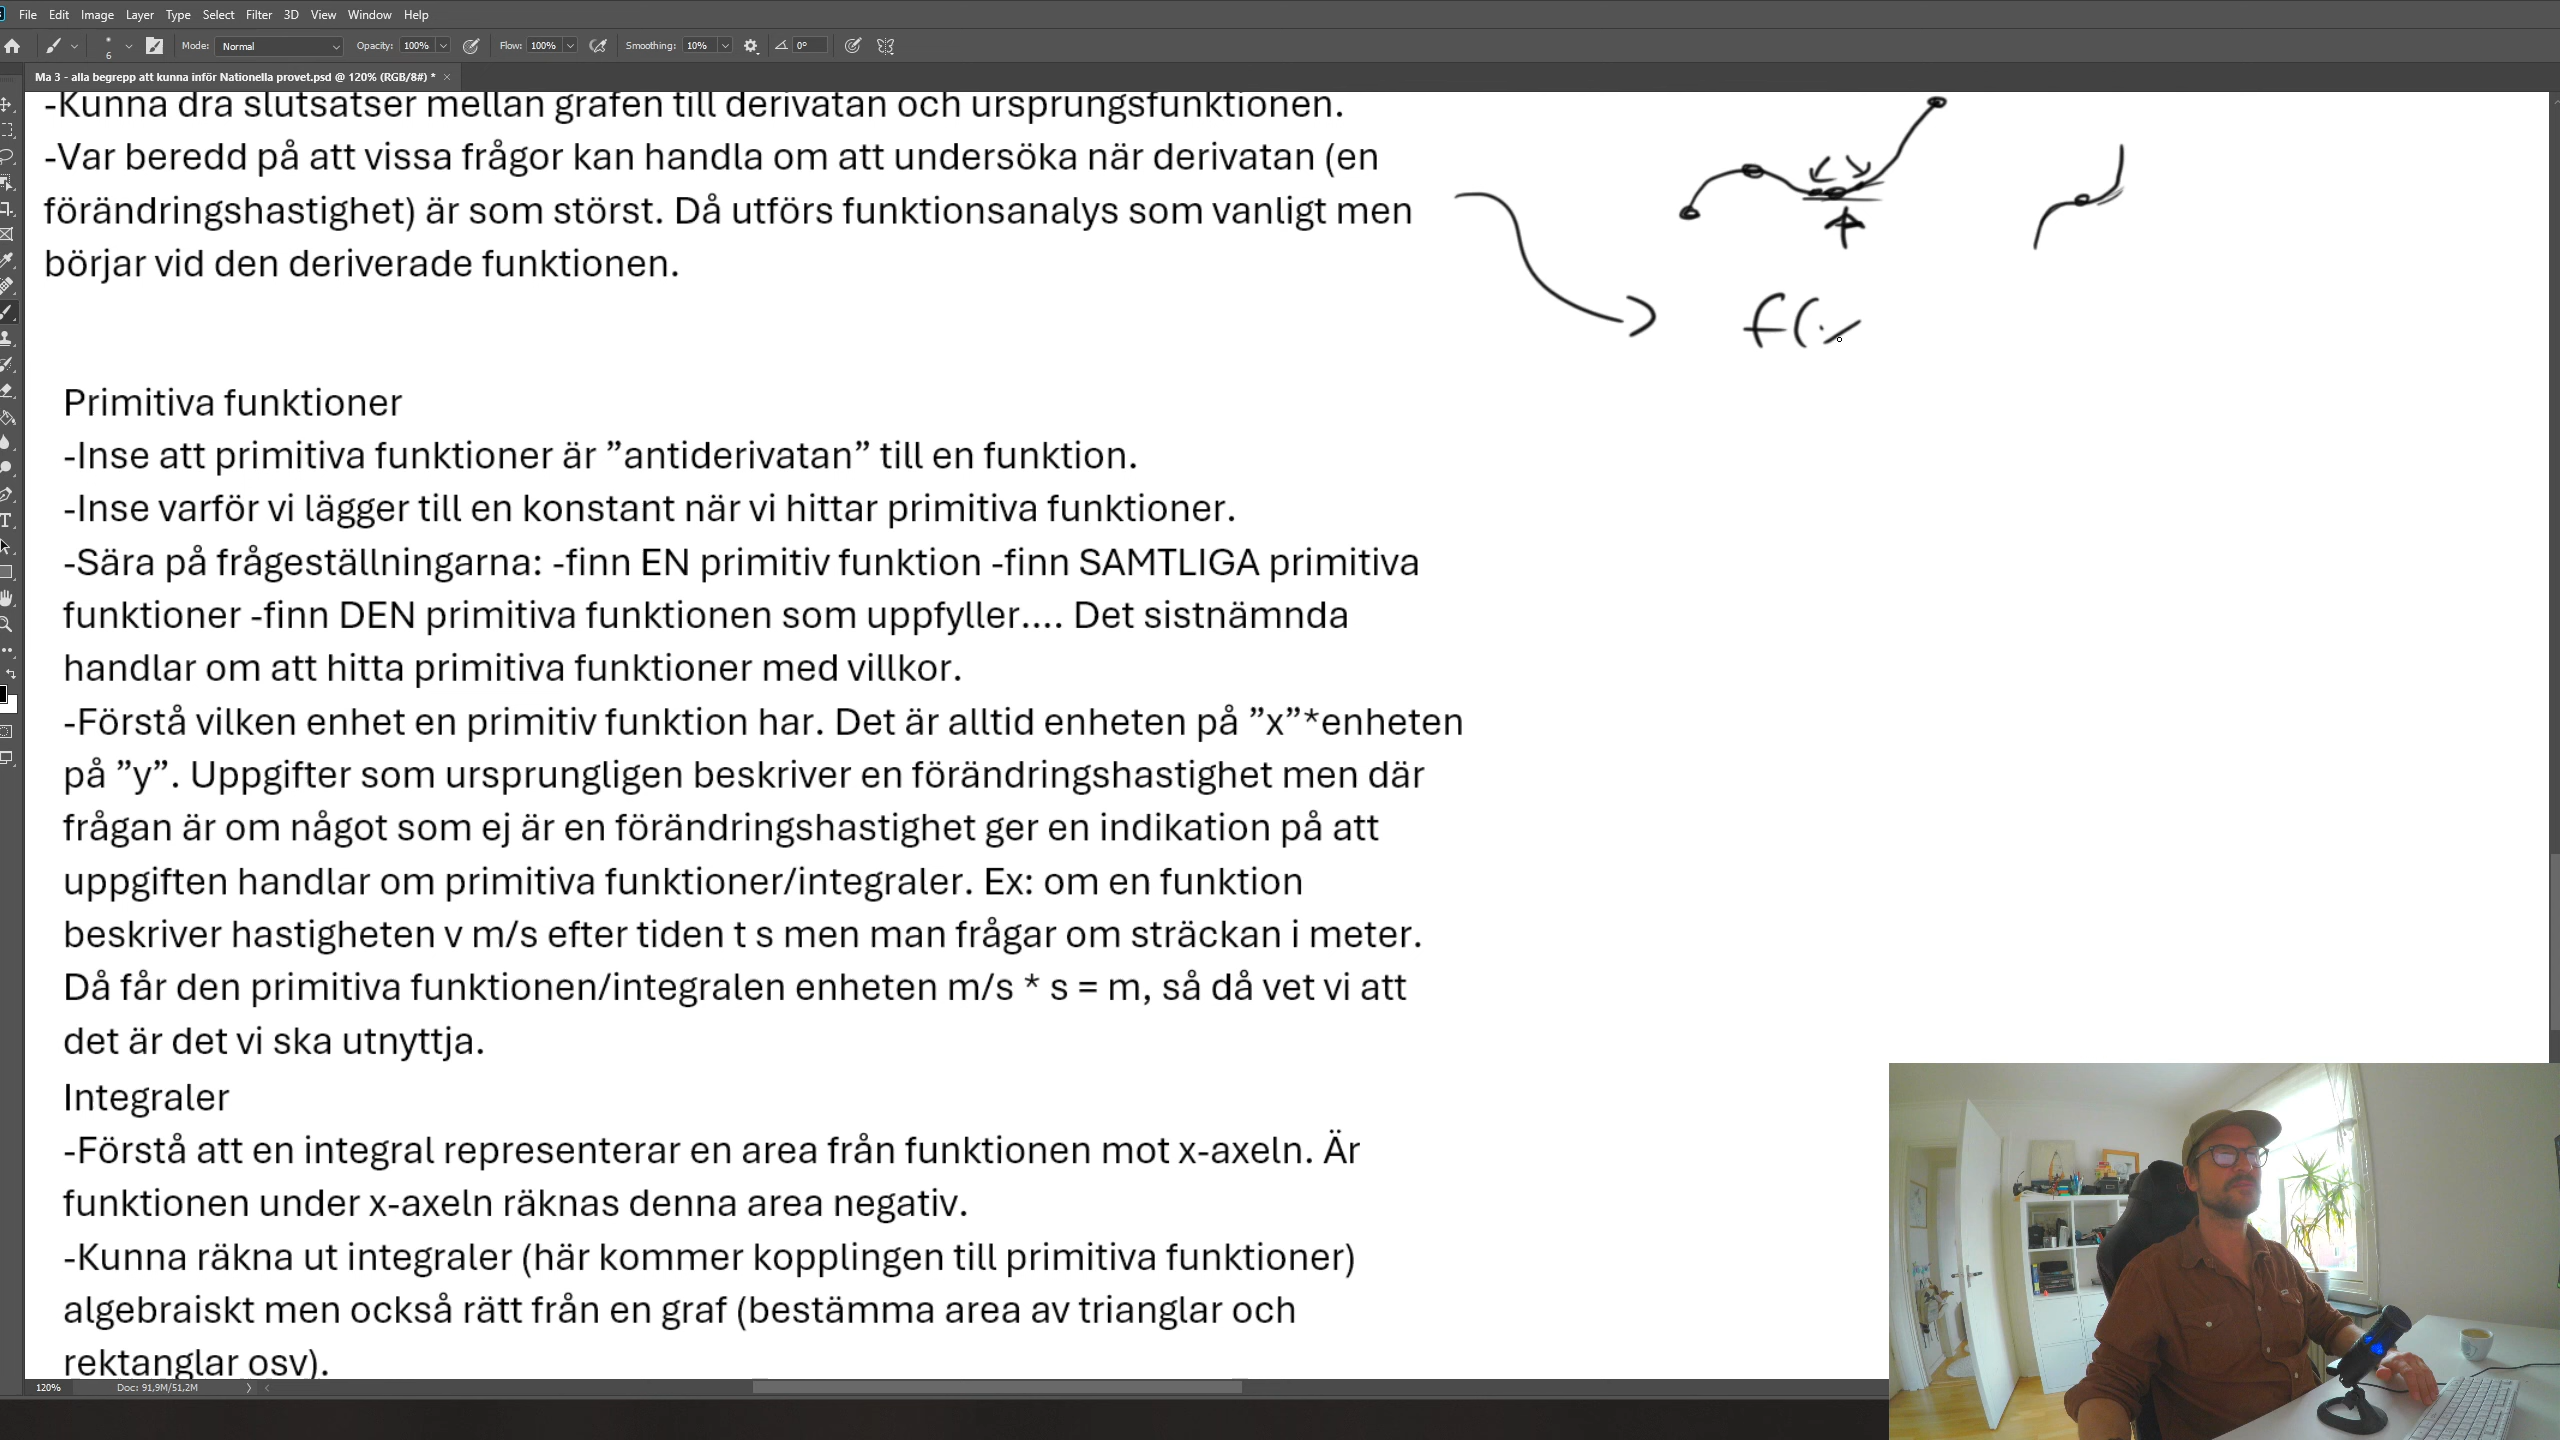 File Edit Image Layer Type Select Filter 3D View Window Help
6 Mode: Normal Opacity: 100% Flow: 100% Smoothing: 10% 0°
Ma 3 - alla begrepp att kunna inför Nationella provet.psd @ 120% (RGB/8#) * ×
-Kunna dra slutsatser mellan grafen till derivatan och ursprungsfunktionen.
-Var beredd på att vissa frågor kan handla om att undersöka när derivatan (en
förändringshastighet) är som störst. Då utförs funktionsanalys som vanligt men
börjar vid den deriverade funktionen.
f(
Primitiva funktioner
-Inse att primitiva funktioner är ”antiderivatan” till en funktion.
-Inse varför vi lägger till en konstant när vi hittar primitiva funktioner.
-Sära på frågeställningarna: -finn EN primitiv funktion -finn SAMTLIGA primitiva
funktioner -finn DEN primitiva funktionen som uppfyller.... Det sistnämnda
handlar om att hitta primitiva funktioner med villkor.
-Förstå vilken enhet en primitiv funktion har. Det är alltid enheten på ”x”*enheten
på ”y”. Uppgifter som ursprungligen beskriver en förändringshastighet men där
frågan är om något som ej är en förändringshastighet ger en indikation på att
uppgiften handlar om primitiva funktioner/integraler. Ex: om en funktion
beskriver hastigheten v m/s efter tiden t s men man frågar om sträckan i meter.
Då får den primitiva funktionen/integralen enheten m/s * s = m, så då vet vi att
det är det vi ska utnyttja.
Integraler
-Förstå att en integral representerar en area från funktionen mot x-axeln. Är
funktionen under x-axeln räknas denna area negativ.
-Kunna räkna ut integraler (här kommer kopplingen till primitiva funktioner)
algebraiskt men också rätt från en graf (bestämma area av trianglar och
rektanglar osv).
120% Doc: 91,9M/51,2M